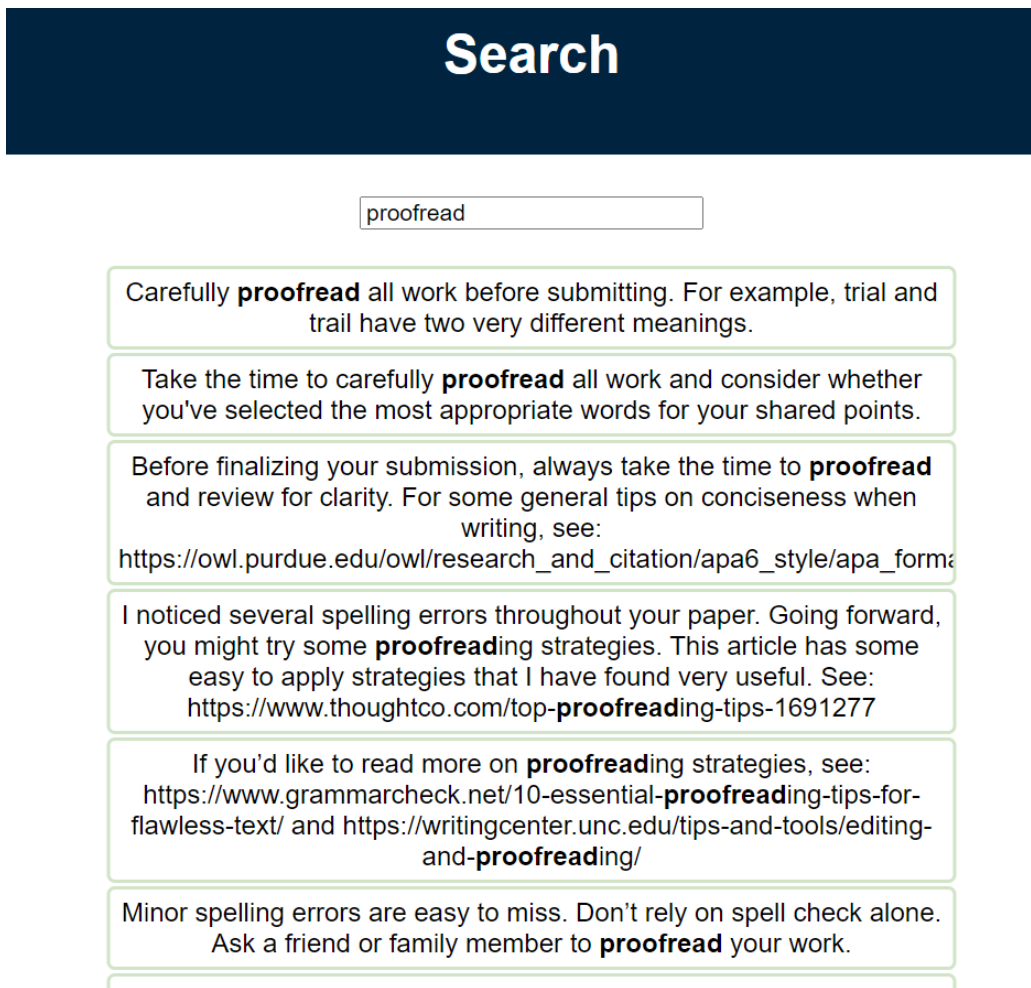 Search
proofread
Carefully proofread all work before submitting. For example, trial and
trail have two very different meanings.
Take the time to carefully proofread all work and consider whether
you've selected the most appropriate words for your shared points.
Before finalizing your submission, always take the time to proofread
and review for clarity. For some general tips on conciseness when
writing, see:
https://owl.purdue.edu/owl/research_and_citation/apa6_style/apa_forma
I noticed several spelling errors throughout your paper. Going forward,
you might try some proofreading strategies. This article has some
easy to apply strategies that I have found very useful. See:
https://www.thoughtco.com/top-proofreading-tips-1691277
If you’d like to read more on proofreading strategies, see:
https://www.grammarcheck.net/10-essential-proofreading-tips-for-
flawless-text/ and https://writingcenter.unc.edu/tips-and-tools/editing-
and-proofreading/
Minor spelling errors are easy to miss. Don’t rely on spell check alone.
Ask a friend or family member to proofread your work.